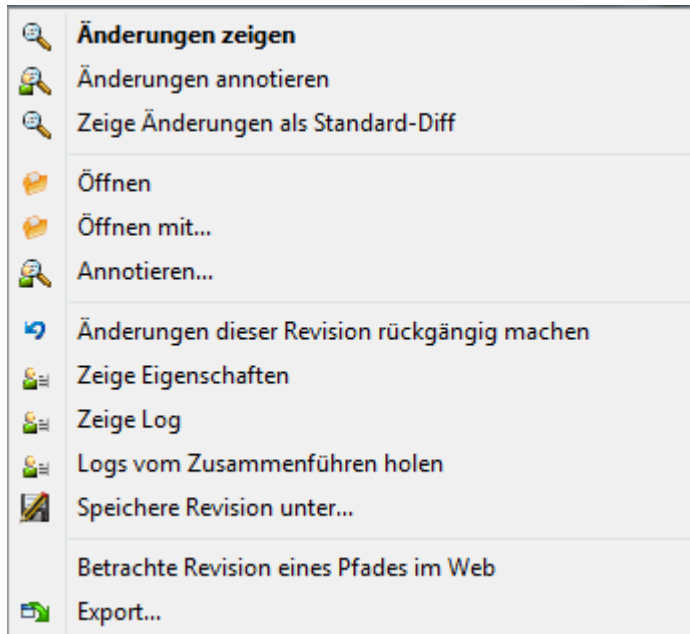 Änderungen zeigen
Änderungen annotieren
Zeige Änderungen als Standard-Diff
Öffnen
Öffnen mit...
Annotieren...
Änderungen dieser Revision rückgängig machen
Zeige Eigenschaften
Zeige Log
Logs vom Zusammenführen holen
Speichere Revision unter...
Betrachte Revision eines Pfades im Web
Export...